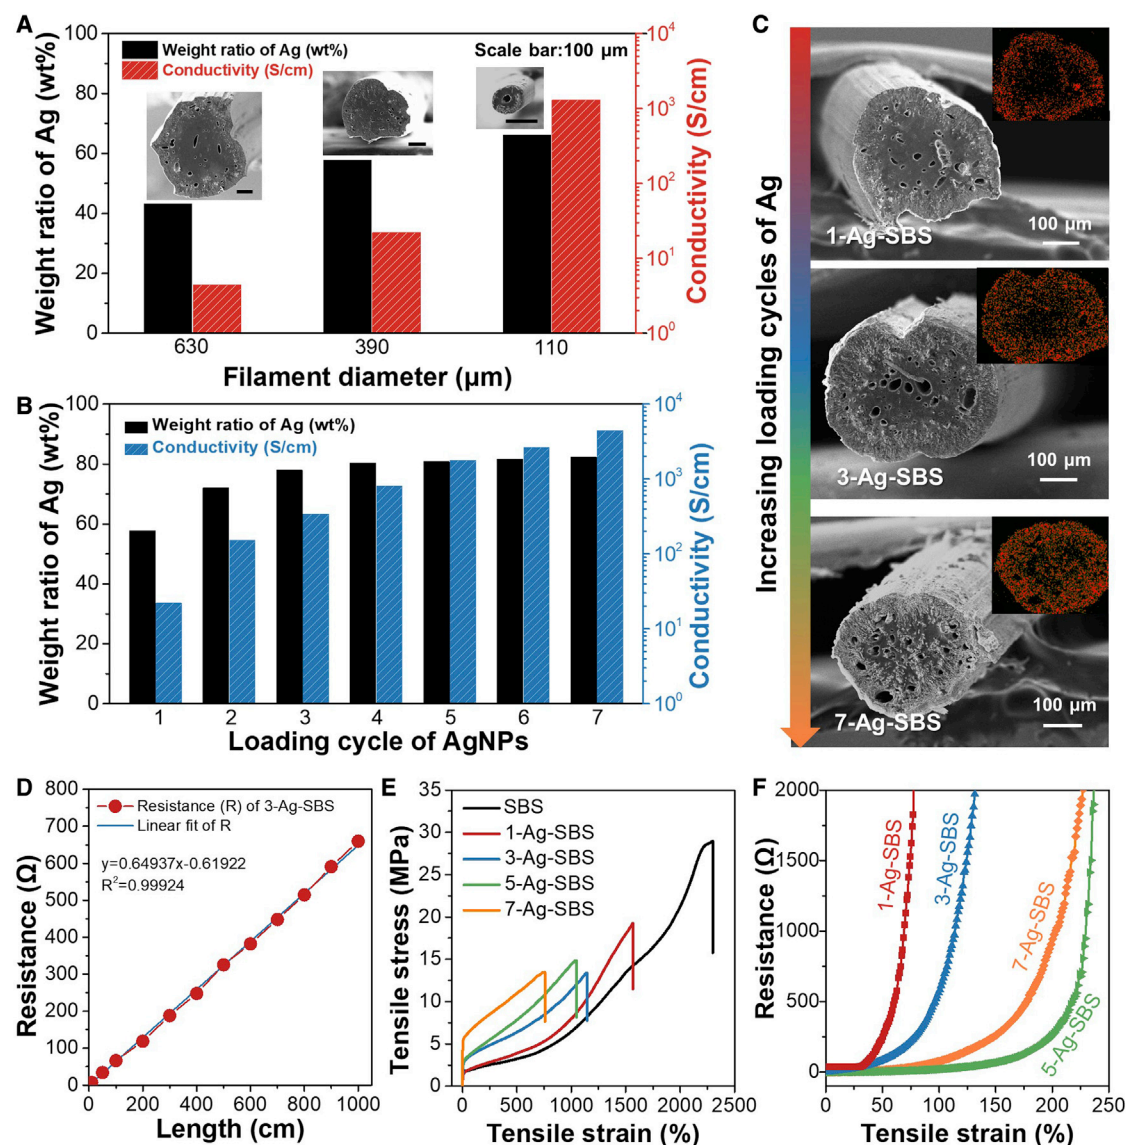 A
100
80
60
40
20
0
Weight ratio of Ag (wt%)
Weight ratio of Ag (wt%)
Conductivity (S/cm)
Scale bar:100 μm
10⁴
10³
10²
10¹
10⁰
Conductivity (S/cm)
630 390 110
Filament diameter (μm)
B
100
80
60
40
20
0
Weight ratio of Ag (wt%)
Weight ratio of Ag (wt%)
Conductivity (S/cm)
10⁴
10³
10²
10¹
10⁰
Conductivity (S/cm)
1 2 3 4 5 6 7
Loading cycle of AgNPs
C
Increasing loading cycles of Ag
1-Ag-SBS
100 μm
3-Ag-SBS
100 μm
7-Ag-SBS
100 μm
D
800
700
600
500
400
300
200
100
0
Resistance (Ω)
Resistance (R) of 3-Ag-SBS
Linear fit of R
y=0.64937x-0.61922
R²=0.99924
0 200 400 600 800 1000
Length (cm)
E
35
30
25
20
15
10
5
0
Tensile stress (MPa)
SBS
1-Ag-SBS
3-Ag-SBS
5-Ag-SBS
7-Ag-SBS
0 500 1000 1500 2000 2500
Tensile strain (%)
F
2000
1500
1000
500
0
Resistance (Ω)
1-Ag-SBS
3-Ag-SBS
7-Ag-SBS
5-Ag-SBS
0 50 100 150 200 250
Tensile strain (%)